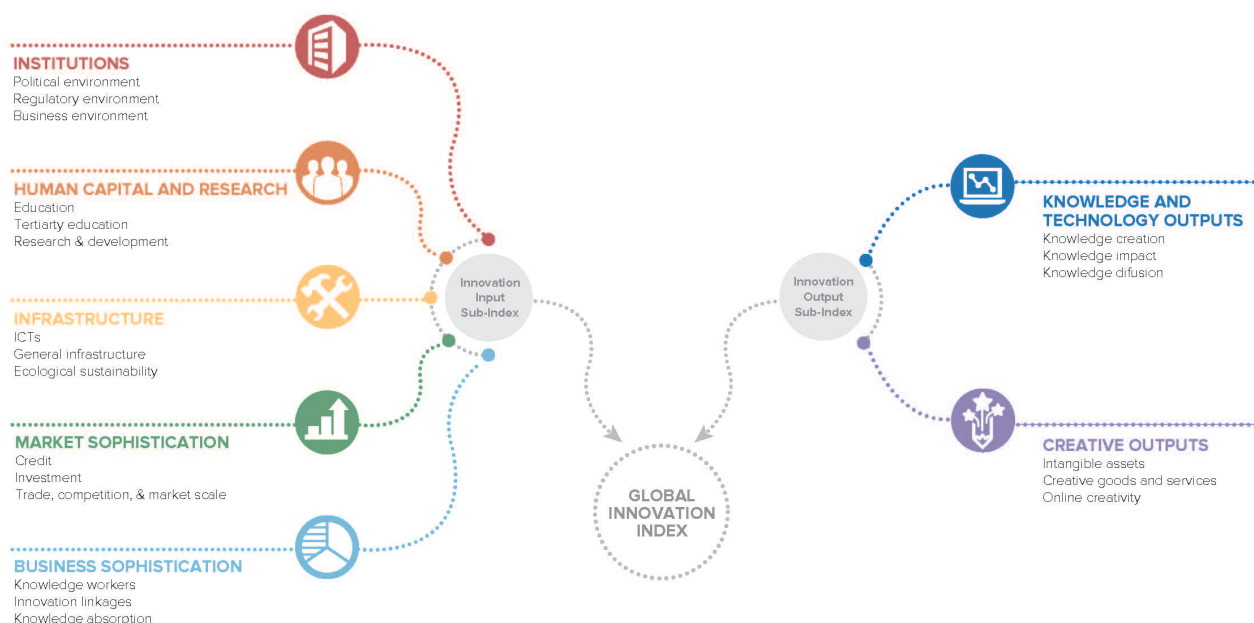 INSTITUTIONS
Political environment
Regulatory environment
Business environment
HUMAN CAPITAL AND RESEARCH
Education
Tertiarty education
Research & development
INFRASTRUCTURE
ICTs
General infrastructure
Ecological sustainability
MARKET SOPHISTICATION
Credit
Investment
Trade, competition, & market scale
BUSINESS SOPHISTICATION
Knowledge workers
Innovation linkages
Knowledge absorption
Innovation
Input
Sub-Index
GLOBAL
INNOVATION
INDEX
Innovation
Output
Sub-Index
KNOWLEDGE AND
TECHNOLOGY OUTPUTS
Knowledge creation
Knowledge impact
Knowledge difusion
CREATIVE OUTPUTS
Intangible assets
Creative goods and services
Online creativity